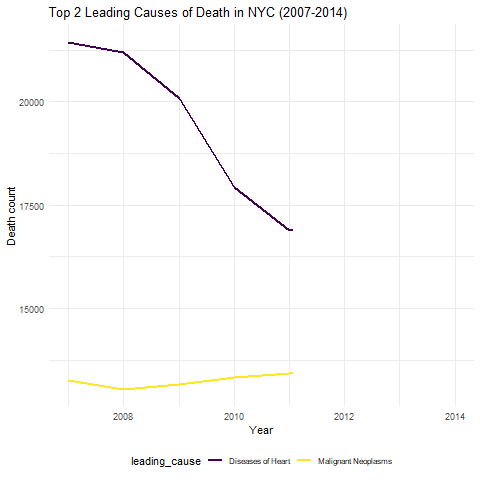 Top 2 Leading Causes of Death in NYC (2007-2014)
20000
17500
15000
Death count
2008 2010 2012 2014
Year
leading_cause Diseases of Heart Malignant Neoplasms